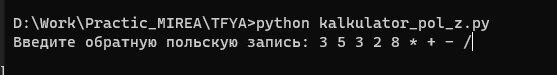 D:\Work\Practic_MIREA\TFYA>python kalkulator_pol_z.py
Введите обратную польскую запись: 3 5 3 2 8 * + - /